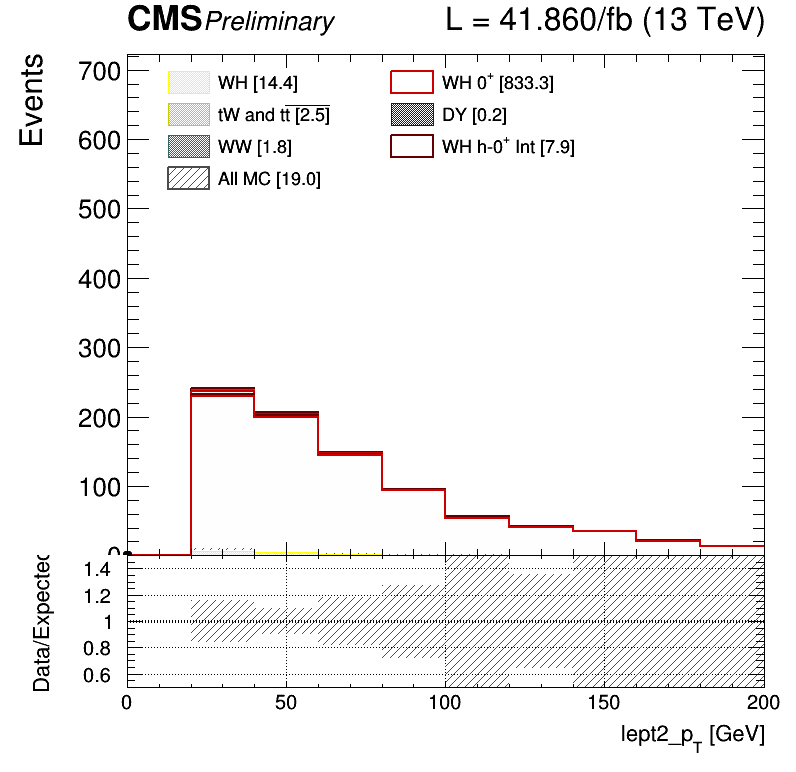 CMS Preliminary L = 41.860/fb (13 TeV)
Events
700
600
500
400
300
200
100
0
WH [14.4]
tW and tt̅ [2.5]
WW [1.8]
All MC [19.0]
WH 0⁺ [833.3]
DY [0.2]
WH h-0⁺ Int [7.9]
Data/Expected
1.4
1.2
1
0.8
0.6
0 50 100 150 200
lept2_p_T [GeV]